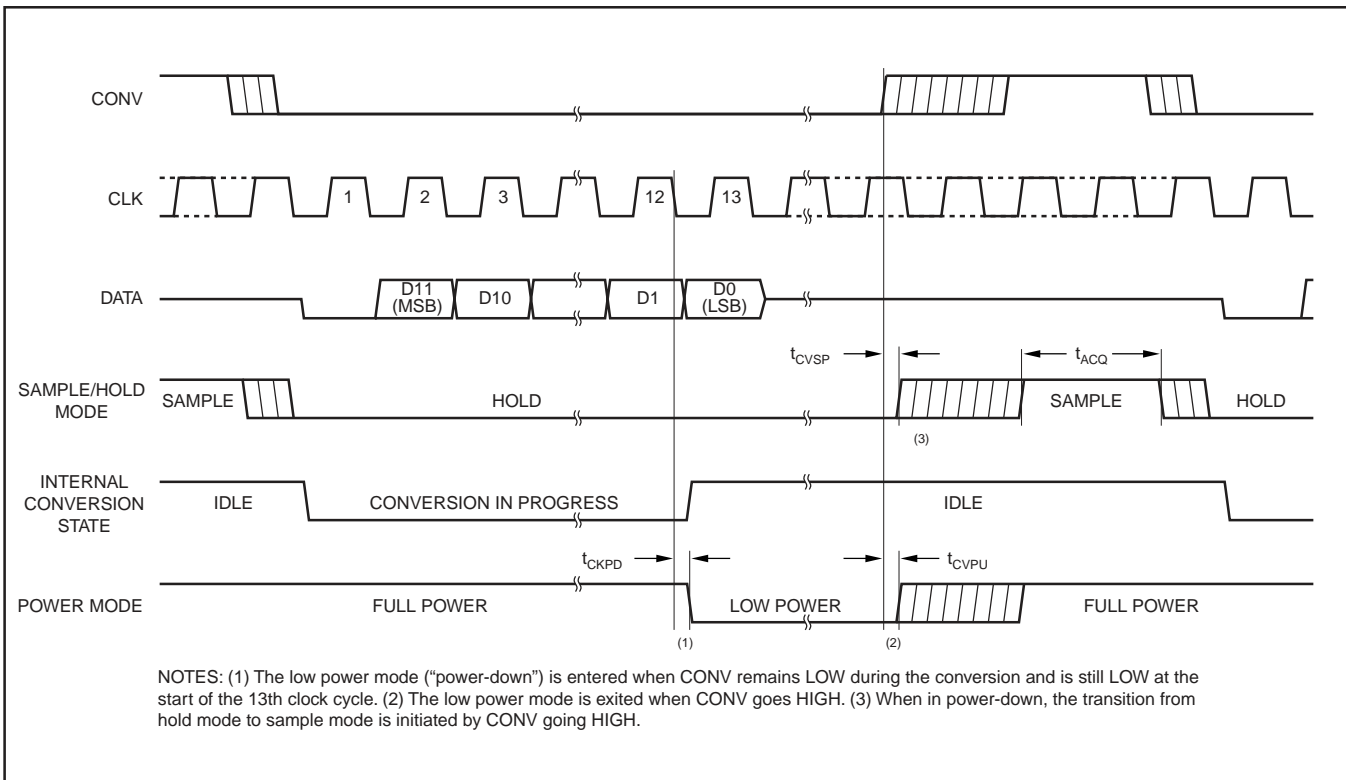 CONV
CLK
1 2 3 12 13
DATA
D11
(MSB)
D10
D1
D0
(LSB)
t_CVSP
t_ACQ
SAMPLE/HOLD
MODE
SAMPLE
HOLD
SAMPLE
HOLD
(3)
INTERNAL
CONVERSION
STATE
IDLE
CONVERSION IN PROGRESS
IDLE
t_CKPD
t_CVPU
POWER MODE
FULL POWER
LOW POWER
FULL POWER
(1)
(2)
NOTES: (1) The low power mode (“power-down”) is entered when CONV remains LOW during the conversion and is still LOW at the
start of the 13th clock cycle. (2) The low power mode is exited when CONV goes HIGH. (3) When in power-down, the transition from
hold mode to sample mode is initiated by CONV going HIGH.